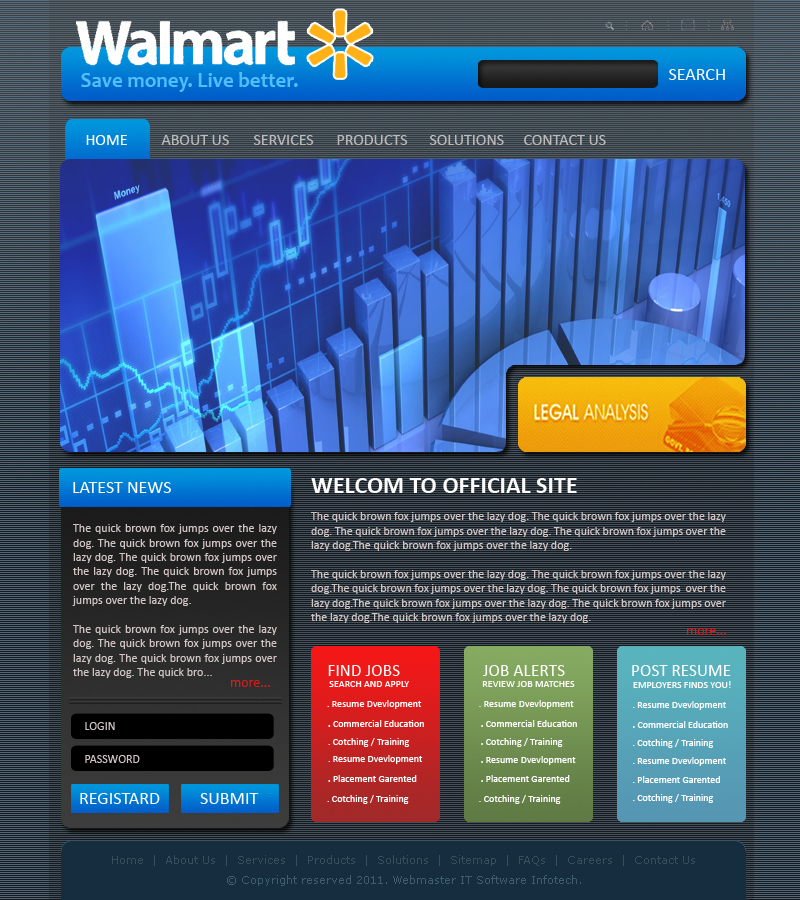 Walmart
Save money. Live better.
SEARCH
HOME ABOUT US SERVICES PRODUCTS SOLUTIONS CONTACT US
Money
1,450
LEGAL ANALYSIS
LATEST NEWS
The quick brown fox jumps over the lazy
dog. The quick brown fox jumps over the
lazy dog. The quick brown fox jumps over
the lazy dog. The quick brown fox jumps
over the lazy dog.The quick brown fox
jumps over the lazy dog.
The quick brown fox jumps over the lazy
dog. The quick brown fox jumps over the
lazy dog. The quick brown fox jumps over
the lazy dog. The quick bro...
more...
LOGIN
PASSWORD
REGISTARD SUBMIT
WELCOM TO OFFICIAL SITE
The quick brown fox jumps over the lazy dog. The quick brown fox jumps over the lazy
dog. The quick brown fox jumps over the lazy dog. The quick brown fox jumps over the
lazy dog.The quick brown fox jumps over the lazy dog.
The quick brown fox jumps over the lazy dog. The quick brown fox jumps over the lazy
dog.The quick brown fox jumps over the lazy dog. The quick brown fox jumps over the
lazy dog.The quick brown fox jumps over the lazy dog. The quick brown fox jumps over
the lazy dog.The quick brown fox jumps over the lazy dog.
more...
FIND JOBS
SEARCH AND APPLY
. Resume Dvevlopment
. Commercial Education
. Cotching / Training
. Resume Dvevlopment
. Placement Garented
. Cotching / Training
JOB ALERTS
REVIEW JOB MATCHES
. Resume Dvevlopment
. Commercial Education
. Cotching / Training
. Resume Dvevlopment
. Placement Garented
. Cotching / Training
POST RESUME
EMPLOYERS FINDS YOU!
. Resume Dvevlopment
. Commercial Education
. Cotching / Training
. Resume Dvevlopment
. Placement Garented
. Cotching / Training
Home | About Us | Services | Products | Solutions | Sitemap | FAQs | Careers | Contact Us
© Copyright reserved 2011. Webmaster IT Software Infotech.